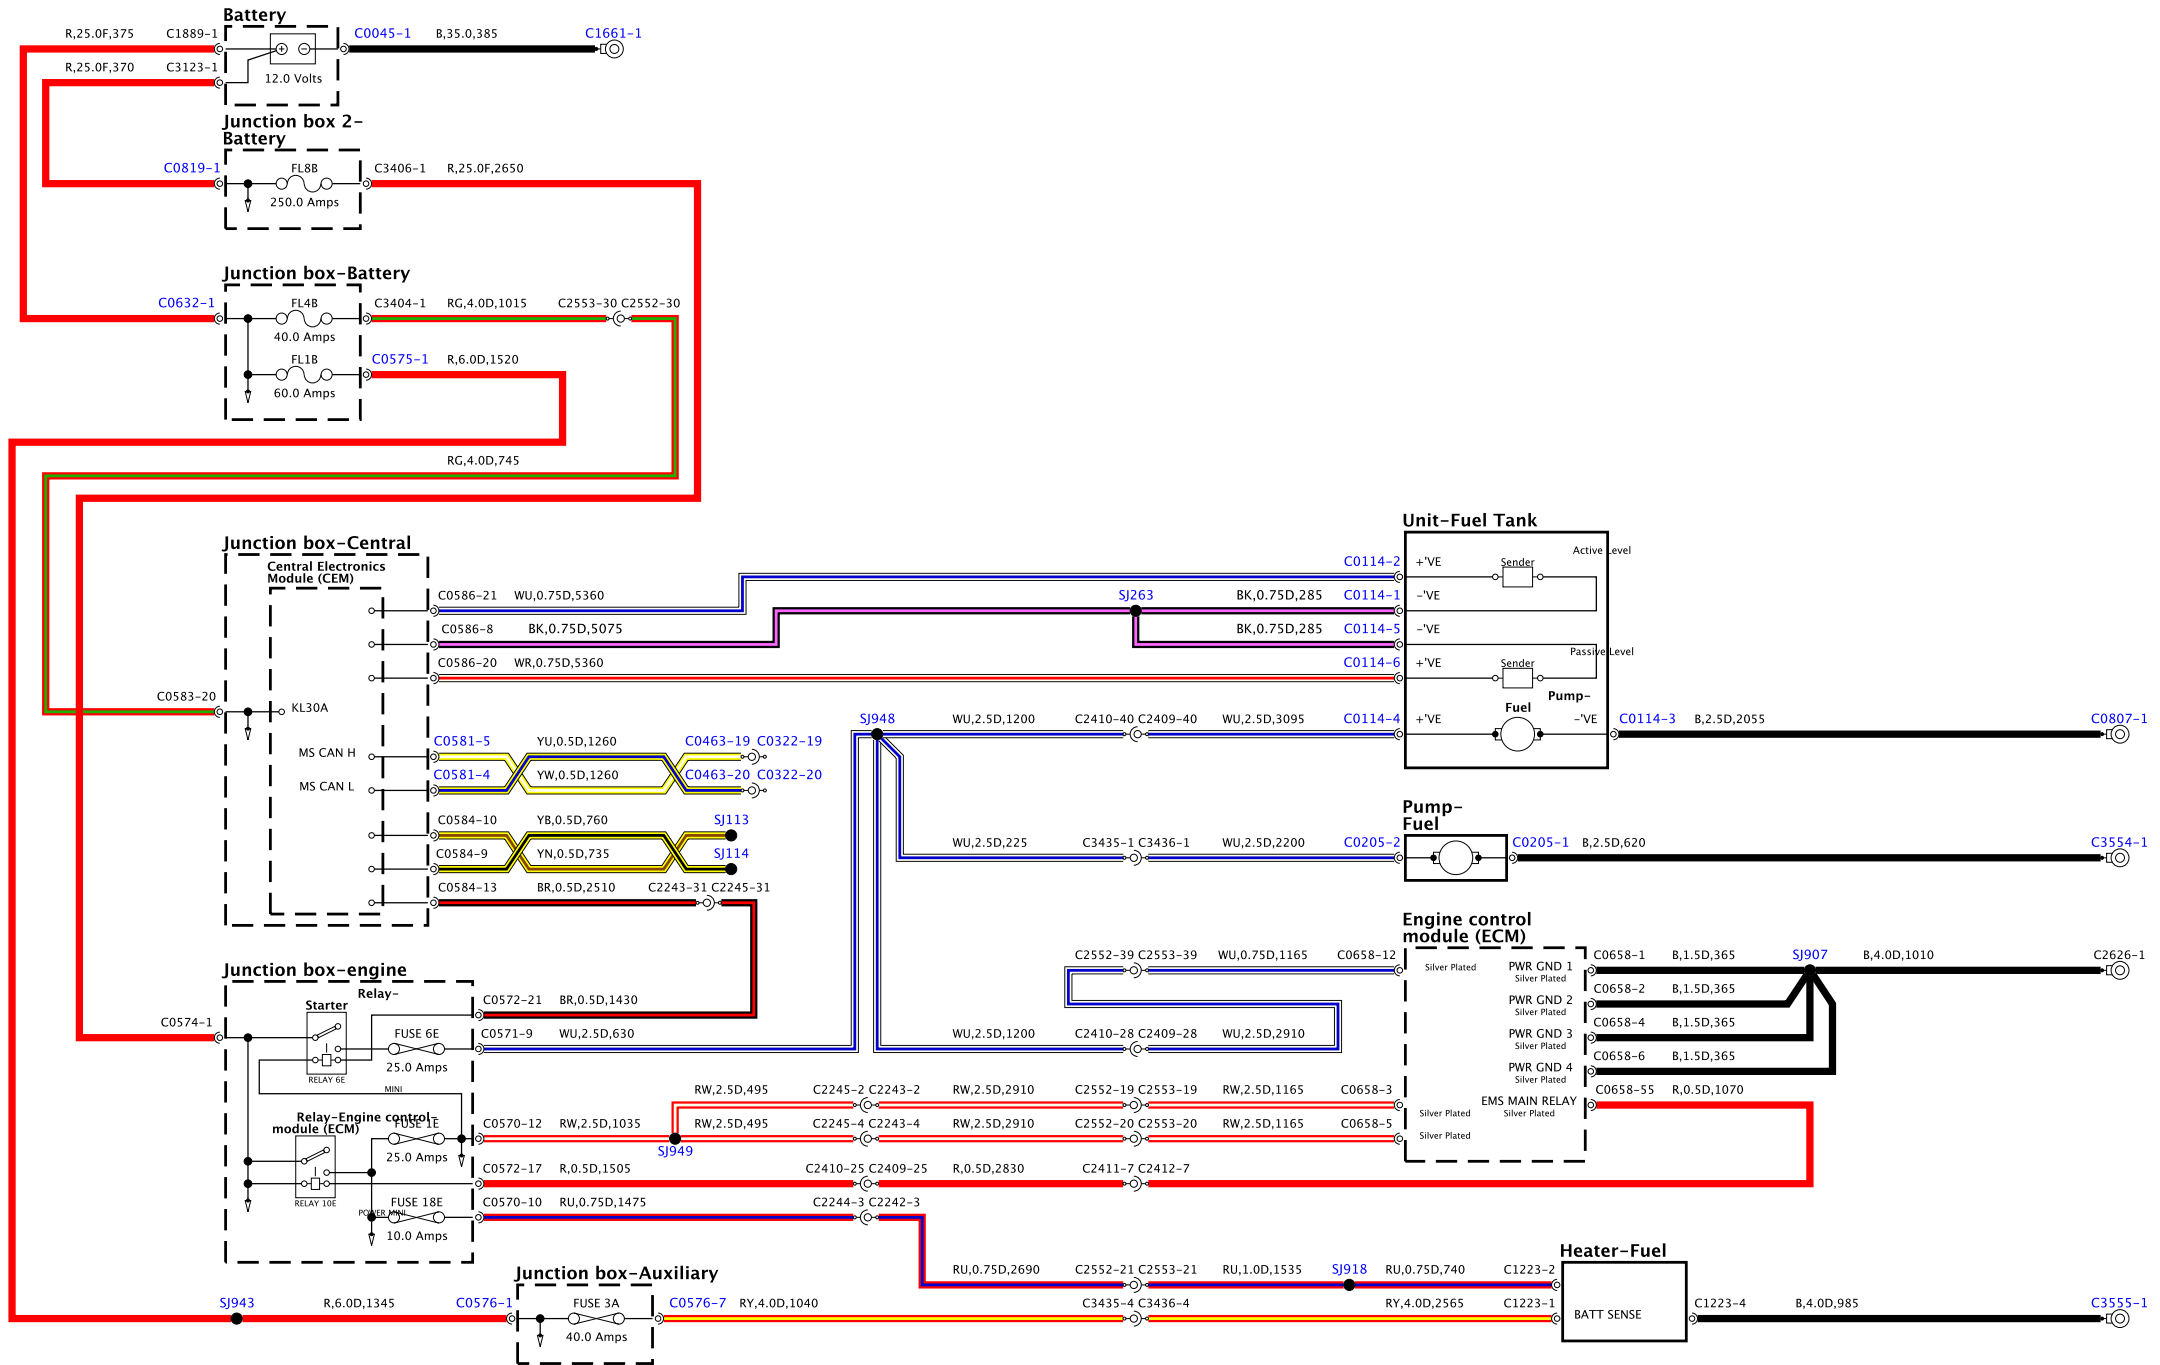 Battery
R,25.0F,375 C1889-1 C0045-1 B,35.0,385 C1661-1
R,25.0F,370 C3123-1
12.0 Volts
Junction box 2-
Battery
C0819-1 FL8B C3406-1 R,25.0F,2650
250.0 Amps
Junction box-Battery
C0632-1 FL4B C3404-1 RG,4.0D,1015 C2553-30 C2552-30
40.0 Amps
FL1B C0575-1 R,6.0D,1520
60.0 Amps
RG,4.0D,745
Unit-Fuel Tank
Junction box-Central
Active Level
Central Electronics
Module (CEM)
C0114-2 +'VE Sender
C0586-21 WU,0.75D,5360 SJ263 BK,0.75D,285 C0114-1 -'VE
C0586-8 BK,0.75D,5075 BK,0.75D,285 C0114-5 -'VE
Passive Level
C0586-20 WR,0.75D,5360 C0114-6 +'VE Sender
C0583-20 KL30A Pump-
Fuel
SJ948 WU,2.5D,1200 C2410-40 C2409-40 WU,2.5D,3095 C0114-4 +'VE -'VE C0114-3 B,2.5D,2055 C0807-1
MS CAN H C0581-5 YU,0.5D,1260 C0463-19 C0322-19
MS CAN L C0581-4 YW,0.5D,1260 C0463-20 C0322-20
Pump-
Fuel
C0584-10 YB,0.5D,760 SJ113
WU,2.5D,225 C3435-1 C3436-1 WU,2.5D,2200 C0205-2 C0205-1 B,2.5D,620 C3554-1
C0584-9 YN,0.5D,735 SJ114
C0584-13 BR,0.5D,2510 C2243-31 C2245-31
Engine control
module (ECM)
C2552-39 C2553-39 WU,0.75D,1165 C0658-12 Silver Plated PWR GND 1 C0658-1 B,1.5D,365 SJ907 B,4.0D,1010 C2626-1
Silver Plated
Junction box-engine
PWR GND 2 C0658-2 B,1.5D,365
Silver Plated
Relay-
Starter
C0572-21 BR,0.5D,1430
C0574-1 FUSE 6E C0571-9 WU,2.5D,630 WU,2.5D,1200 C2410-28 C2409-28 WU,2.5D,2910 PWR GND 3 C0658-4 B,1.5D,365
Silver Plated
25.0 Amps
RELAY 6E
PWR GND 4 C0658-6 B,1.5D,365
Silver Plated
MINI
RW,2.5D,495 C2245-2 C2243-2 RW,2.5D,2910 C2552-19 C2553-19 RW,2.5D,1165 C0658-3 EMS MAIN RELAY C0658-55 R,0.5D,1070
Silver Plated Silver Plated
Relay-Engine control-
module (ECM)
FUSE 1E C0570-12 RW,2.5D,1035 RW,2.5D,495 C2245-4 C2243-4 RW,2.5D,2910 C2552-20 C2553-20 RW,2.5D,1165 C0658-5 Silver Plated
25.0 Amps SJ949
C0572-17 R,0.5D,1505 C2410-25 C2409-25 R,0.5D,2830 C2411-7 C2412-7
RELAY 10E FUSE 18E C0570-10 RU,0.75D,1475 C2244-3 C2242-3
POWER MINI
10.0 Amps
Heater-Fuel
RU,0.75D,2690 C2552-21 C2553-21 RU,1.0D,1535 SJ918 RU,0.75D,740 C1223-2
Junction box-Auxiliary
SJ943 R,6.0D,1345 C0576-1 FUSE 3A C0576-7 RY,4.0D,1040 C3435-4 C3436-4 RY,4.0D,2565 C1223-1 BATT SENSE C1223-4 B,4.0D,985 C3555-1
40.0 Amps